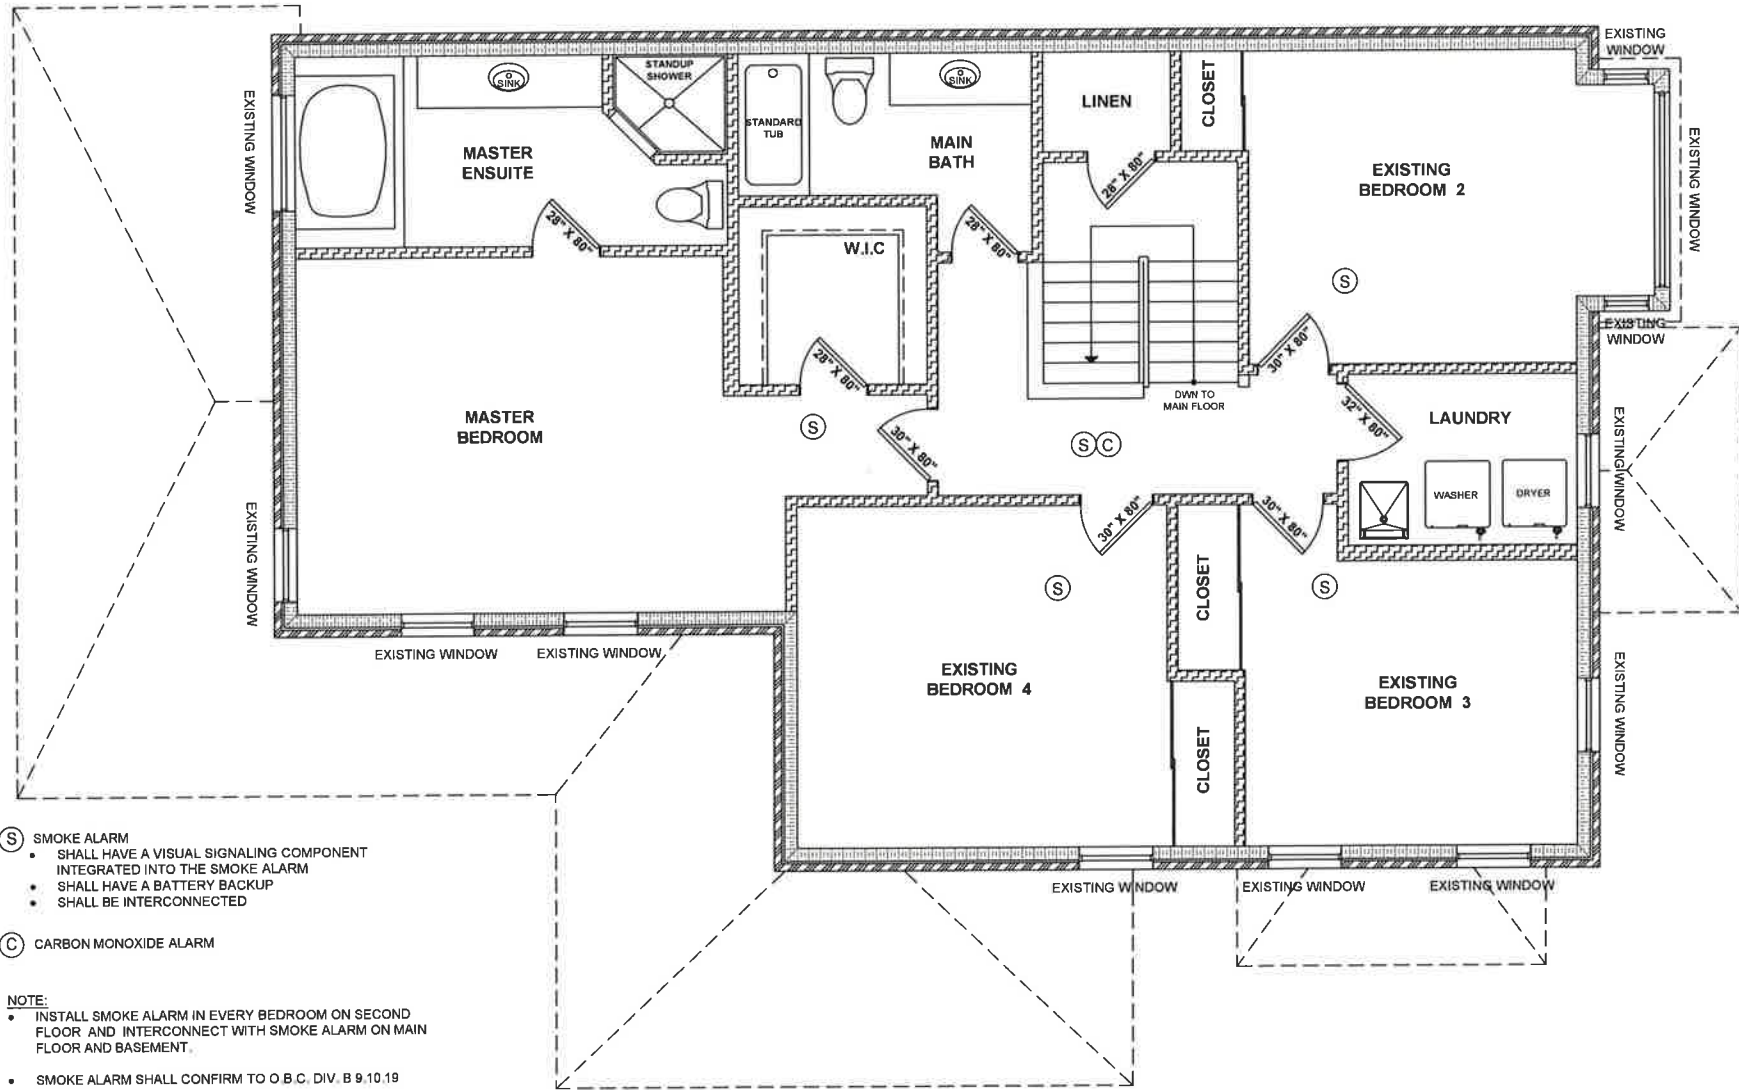 EXISTING
WINDOW
STANDUP
SHOWER
SINK
SINK
EXISTING WINDOW
STANDARD
TUB
LINEN
CLOSET
MASTER
ENSUITE
MAIN
BATH
EXISTING
BEDROOM 2
EXISTING WINDOW
28" X 80"
28" X 80"
28" X 80"
W.I.C
S
EXISTING
WINDOW
28" X 80"
30" X 80"
DWN TO
MAIN FLOOR
32" X 80"
LAUNDRY
MASTER
BEDROOM
S
30" X 80"
S C
EXISTING WINDOW
WASHER
DRYER
EXISTING WINDOW
30" X 80"
30" X 80"
S
S
CLOSET
EXISTING WINDOW
EXISTING WINDOW
EXISTING
BEDROOM 4
EXISTING
BEDROOM 3
EXISTING WINDOW
CLOSET
EXISTING WINDOW
EXISTING WINDOW
EXISTING WINDOW
S SMOKE ALARM
• SHALL HAVE A VISUAL SIGNALING COMPONENT
INTEGRATED INTO THE SMOKE ALARM
• SHALL HAVE A BATTERY BACKUP
• SHALL BE INTERCONNECTED
C CARBON MONOXIDE ALARM
NOTE:
• INSTALL SMOKE ALARM IN EVERY BEDROOM ON SECOND
FLOOR AND INTERCONNECT WITH SMOKE ALARM ON MAIN
FLOOR AND BASEMENT.
• SMOKE ALARM SHALL CONFIRM TO O.B.C. DIV. B 9.10.19